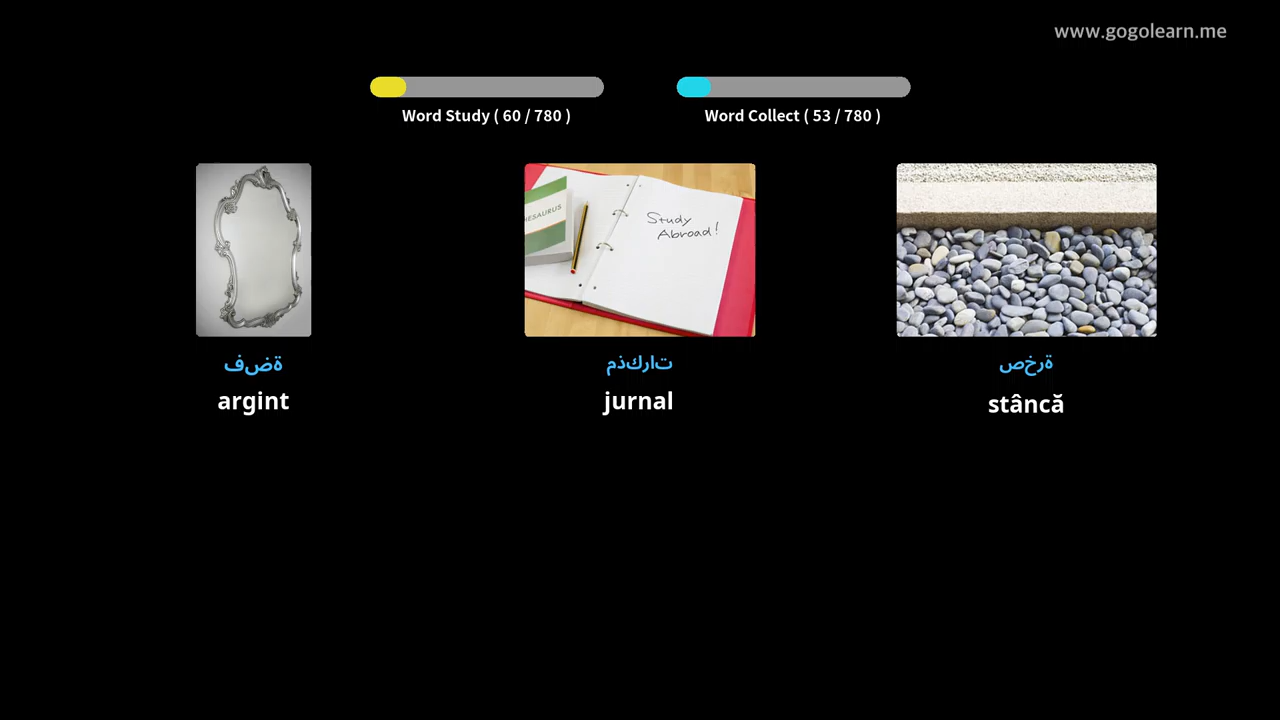 www.gogolearn.me
Word Study ( 60 / 780 )
Word Collect ( 53 / 780 )
HESAURUS
Study
Abroad!
ةضف
argint
تاركذم
jurnal
ةرخص
stâncă